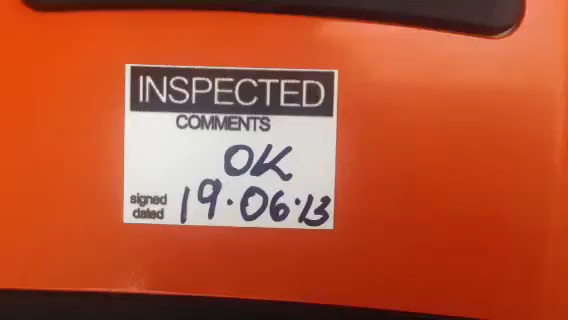 INSPECTED
COMMENTS
OK
signed
dated 19.06.13